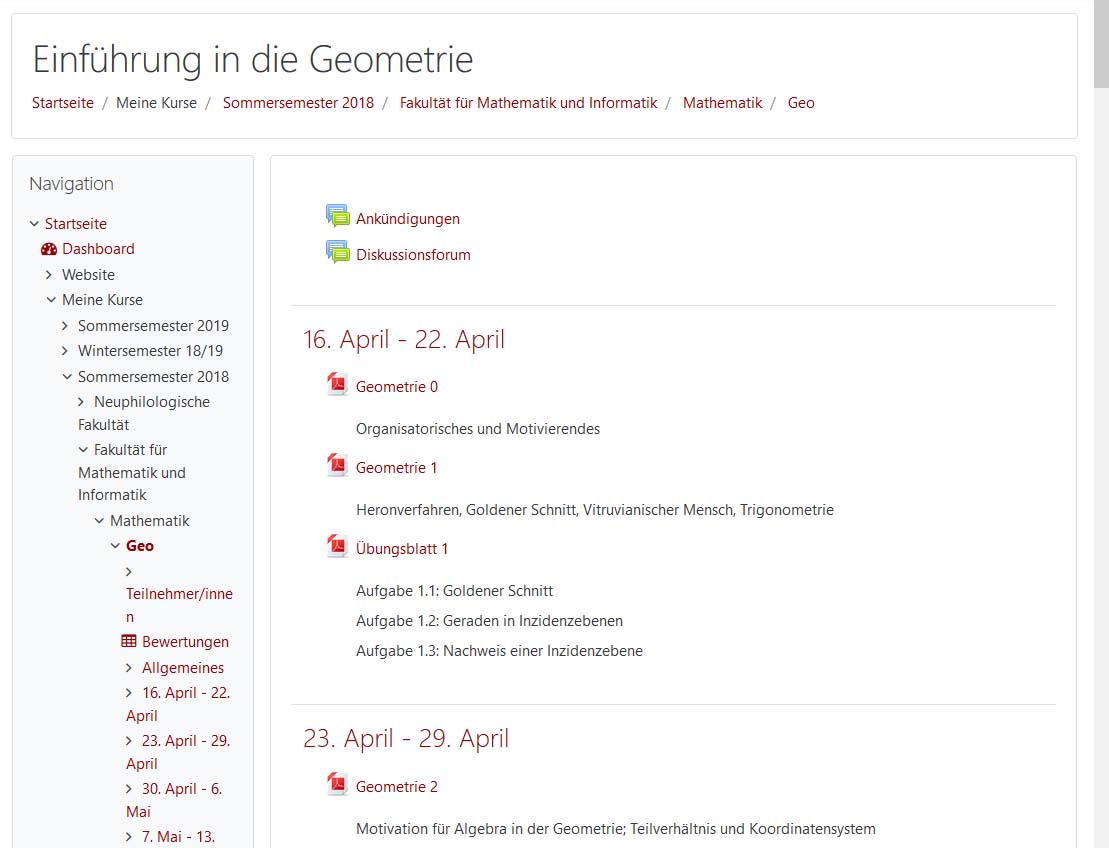 Einführung in die Geometrie
Startseite / Meine Kurse / Sommersemester 2018 / Fakultät für Mathematik und Informatik / Mathematik / Geo
Navigation
Startseite
Dashboard
Website
Meine Kurse
Sommersemester 2019
Wintersemester 18/19
Sommersemester 2018
Neuphilologische
Fakultät
Fakultät für
Mathematik und
Informatik
Mathematik
Geo
Teilnehmer/inne
n
Bewertungen
Allgemeines
16. April - 22.
April
23. April - 29.
April
30. April - 6.
Mai
7. Mai - 13.
Ankündigungen
Diskussionsforum
16. April - 22. April
Geometrie 0
Organisatorisches und Motivierendes
Geometrie 1
Heronverfahren, Goldener Schnitt, Vitruvianischer Mensch, Trigonometrie
Übungsblatt 1
Aufgabe 1.1: Goldener Schnitt
Aufgabe 1.2: Geraden in Inzidenzebenen
Aufgabe 1.3: Nachweis einer Inzidenzebene
23. April - 29. April
Geometrie 2
Motivation für Algebra in der Geometrie; Teilverhältnis und Koordinatensystem